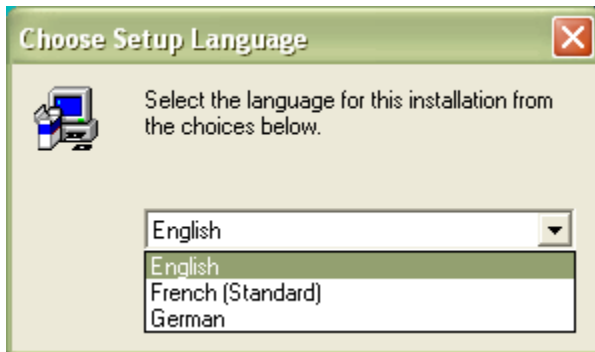 Choose Setup Language
Select the language for this installation from
the choices below.
English
English
French (Standard)
German